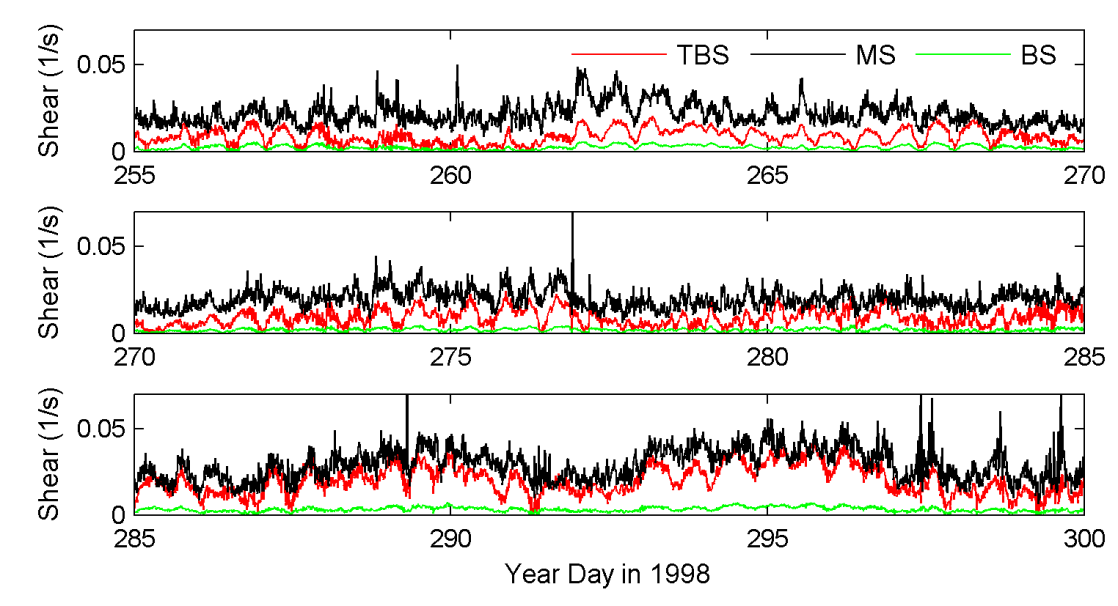 TBS MS BS
Shear (1/s)
0.05
0
255 260 265 270
Shear (1/s)
0.05
0
270 275 280 285
Shear (1/s)
0.05
0
285 290 295 300
Year Day in 1998